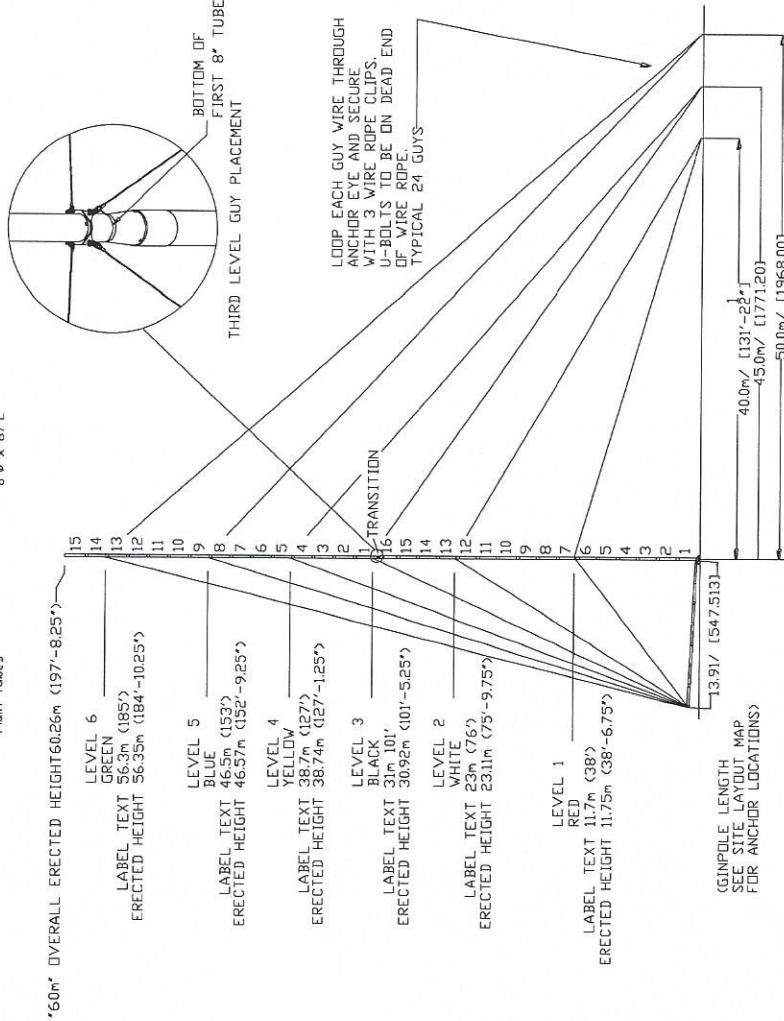 8"Ø X 87"L
Main Tubes
"60m" OVERALL ERECTED HEIGHT 60.26m (197'-8.25")
LEVEL 6
GREEN
LABEL TEXT 56.3m (185')
ERECTED HEIGHT 56.35m (184'-10.25")
LEVEL 5
BLUE
LABEL TEXT 46.5m (153')
ERECTED HEIGHT 46.57m (152'-9.25")
LEVEL 4
YELLOW
LABEL TEXT 38.7m (127')
ERECTED HEIGHT 38.74m (127'-1.25")
LEVEL 3
BLACK
LABEL TEXT 31m 101'
ERECTED HEIGHT 30.92m (101'-5.25")
LEVEL 2
WHITE
LABEL TEXT 23m (76')
ERECTED HEIGHT 23.11m (75'-9.75")
LEVEL 1
RED
LABEL TEXT 11.7m (38')
ERECTED HEIGHT 11.75m (38'-6.75")
(GINPOLE LENGTH
SEE SITE LAYOUT MAP
FOR ANCHOR LOCATIONS)
15
14
13
12
11
10
9
8
7
6
5
4
3
2
1
TRANSITION
16
15
14
13
12
11
10
9
8
7
6
5
4
3
2
1
BOTTOM OF
FIRST 8" TUBE
THIRD LEVEL GUY PLACEMENT
LOOP EACH GUY WIRE THROUGH
ANCHOR EYE AND SECURE
WITH 3 WIRE ROPE CLIPS.
U-BOLTS TO BE ON DEAD END
OF WIRE ROPE.
TYPICAL 24 GUYS
13.91/ [547.513]
40.0m/ [131'-2 1/2"]
45.0m/ [1771.20]
50.0m/ [1968.00]